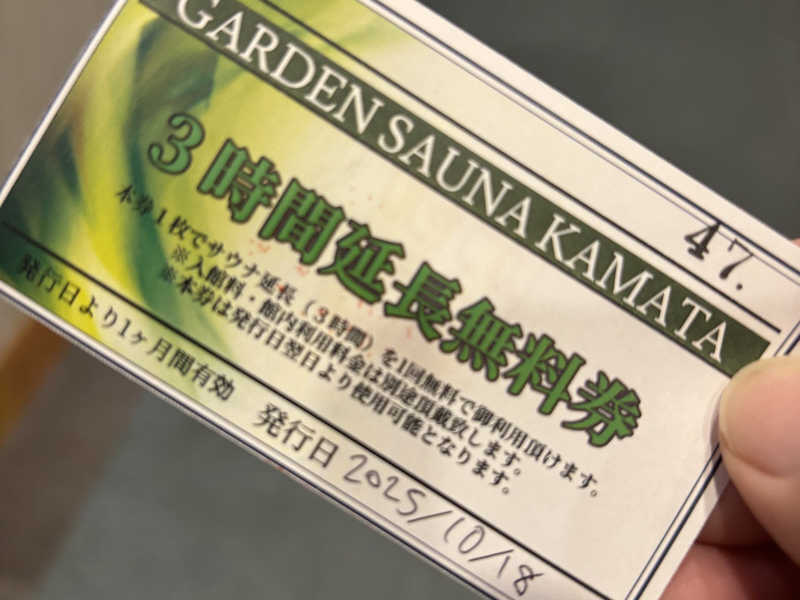 47.
GARDEN SAUNA KAMATA
3時間延長無料券
本券1枚でサウナ延長(3時間)を1回無料で御利用頂けます。
※入館料・館内利用料金は別途頂戴致します。
※本券は発行日翌日より使用可能となります。
発行日より1ヶ月間有効 発行日 2025/10/18